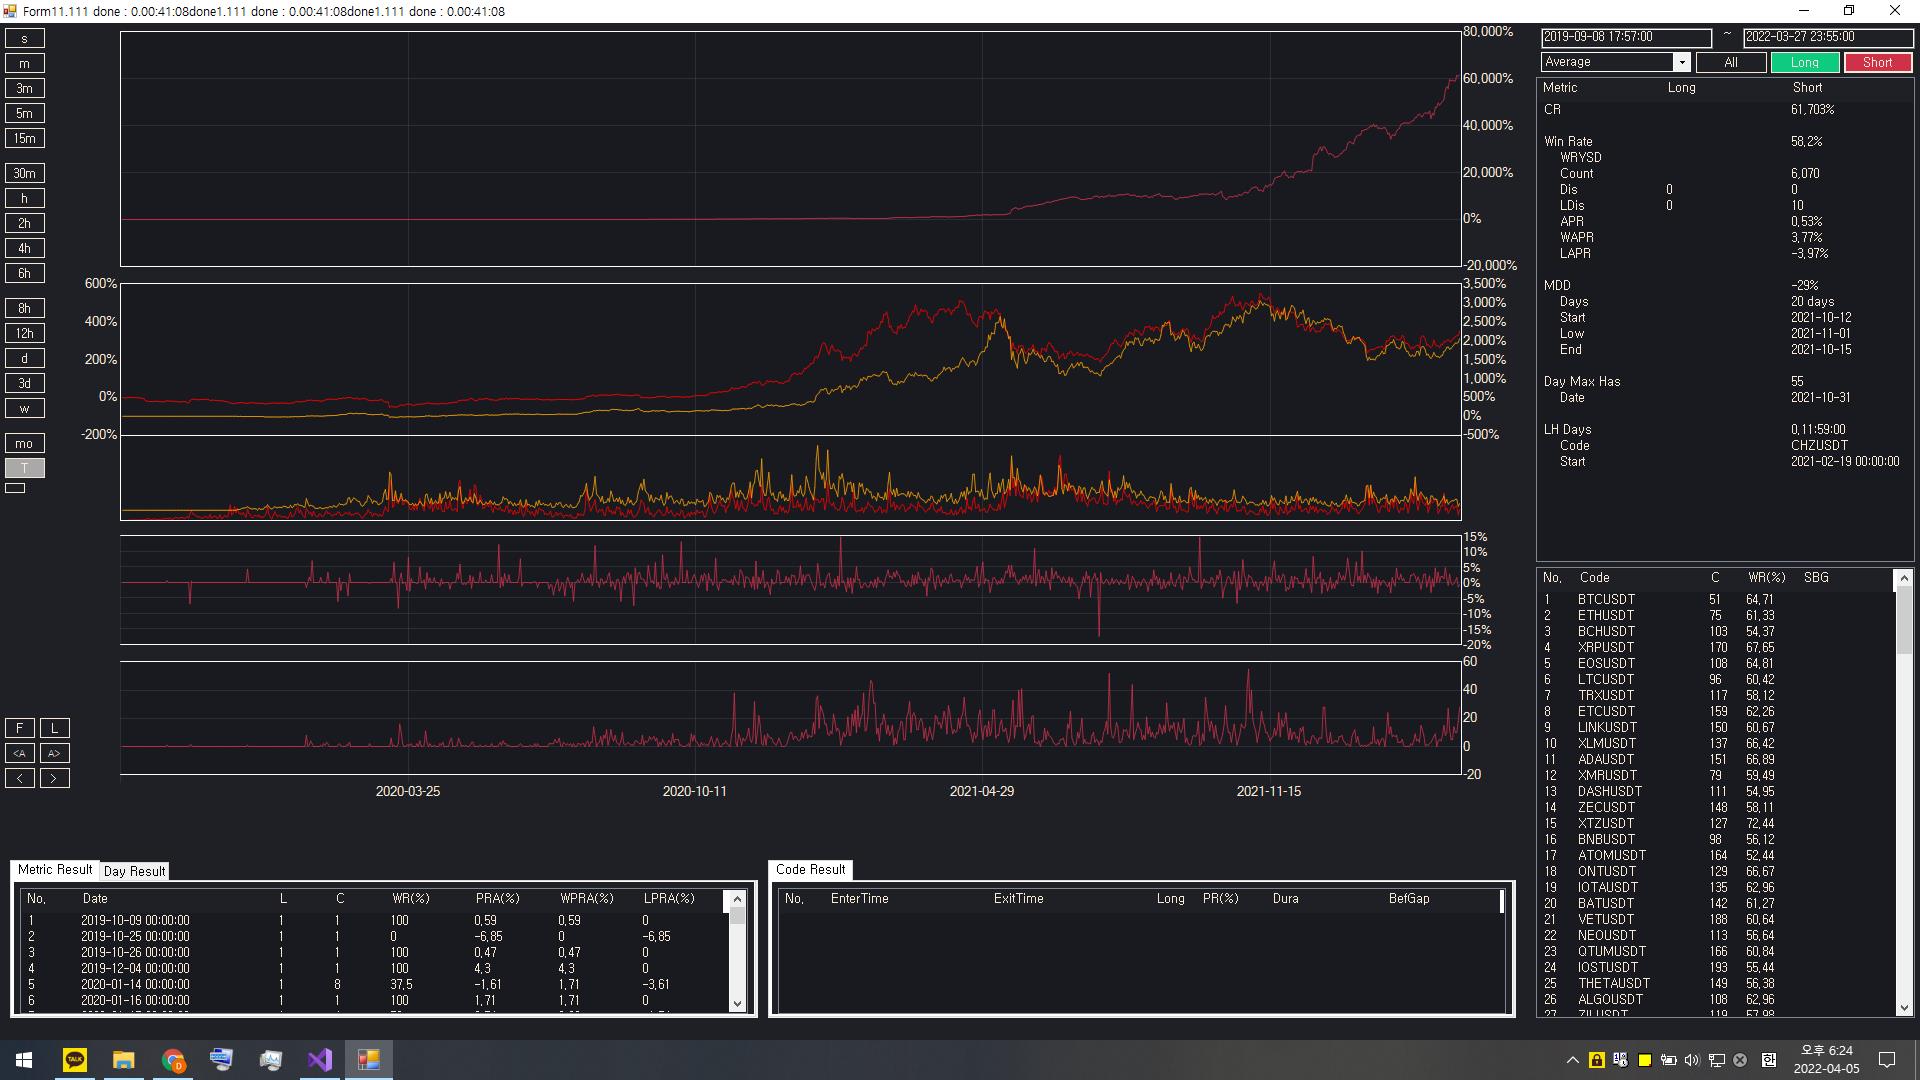 Form11.111 done : 0.00:41:08done1.111 done : 0.00:41:08done1.111 done : 0.00:41:08
s
m
3m
5m
15m
30m
h
2h
4h
6h
8h
12h
d
3d
w
mo
T
F L
<A A>
< >
80,000%
60,000%
40,000%
20,000%
0%
-20,000%
600%
400%
200%
0%
-200%
3,500%
3,000%
2,500%
2,000%
1,500%
1,000%
500%
0%
-500%
15%
10%
5%
0%
-5%
-10%
-15%
-20%
60
40
20
0
-20
2020-03-25 2020-10-11 2021-04-29 2021-11-15
2019-09-08 17:57:00 ~ 2022-03-27 23:55:00
Average All Long Short
Metric Long Short
CR 61,703%
Win Rate 58,2%
WRYSD
Count 6,070
Dis 0 0
LDis 0 10
APR 0,53%
WAPR 3,77%
LAPR -3,97%
MDD -29%
Days 20 days
Start 2021-10-12
Low 2021-11-01
End 2021-10-15
Day Max Has 55
Date 2021-10-31
LH Days 0,11:59:00
Code CHZUSDT
Start 2021-02-19 00:00:00
No, Code C WR(%) SBG
1 BTCUSDT 51 64,71
2 ETHUSDT 75 61,33
3 BCHUSDT 103 54,37
4 XRPUSDT 170 67,65
5 EOSUSDT 108 64,81
6 LTCUSDT 96 60,42
7 TRXUSDT 117 58,12
8 ETCUSDT 159 62,26
9 LINKUSDT 150 60,67
10 XLMUSDT 137 66,42
11 ADAUSDT 151 66,89
12 XMRUSDT 79 59,49
13 DASHUSDT 111 54,95
14 ZECUSDT 148 58,11
15 XTZUSDT 127 72,44
16 BNBUSDT 98 56,12
17 ATOMUSDT 164 52,44
18 ONTUSDT 129 66,67
19 IOTAUSDT 135 62,96
20 BATUSDT 142 61,27
21 VETUSDT 188 60,64
22 NEOUSDT 113 56,64
23 QTUMUSDT 166 60,84
24 IOSTUSDT 193 55,44
25 THETAUSDT 149 56,38
26 ALGOUSDT 108 62,96
27 ZILUSDT 119 57,98
Metric Result Day Result
No, Date L C WR(%) PRA(%) WPRA(%) LPRA(%)
1 2019-10-09 00:00:00 1 1 100 0,59 0,59 0
2 2019-10-25 00:00:00 1 1 0 -6,85 0 -6,85
3 2019-10-26 00:00:00 1 1 100 0,47 0,47 0
4 2019-12-04 00:00:00 1 1 100 4,3 4,3 0
5 2020-01-14 00:00:00 1 8 37,5 -1,61 1,71 -3,61
6 2020-01-16 00:00:00 1 1 100 1,71 1,71 0
Code Result
No, EnterTime ExitTime Long PR(%) Dura BefGap
TALK
D
오후 6:24
2022-04-05